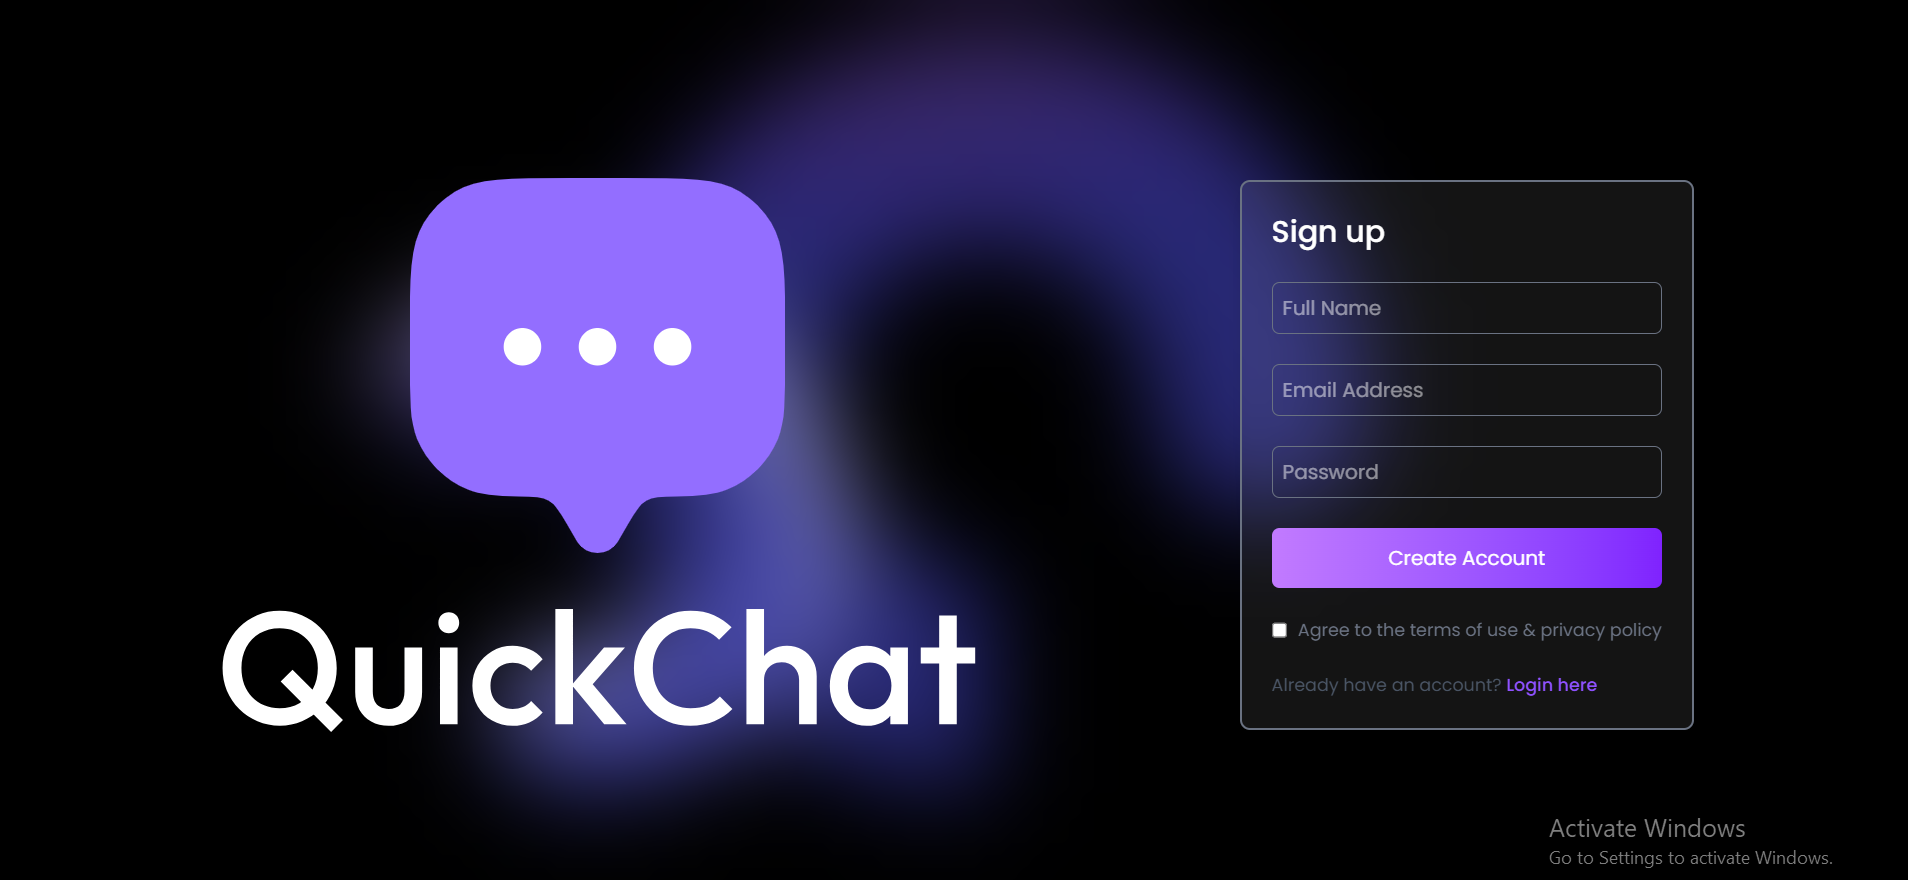 QuickChat
Sign up
Full Name
Email Address
Password
Create Account
Agree to the terms of use & privacy policy
Already have an account? Login here
Activate Windows
Go to Settings to activate Windows.